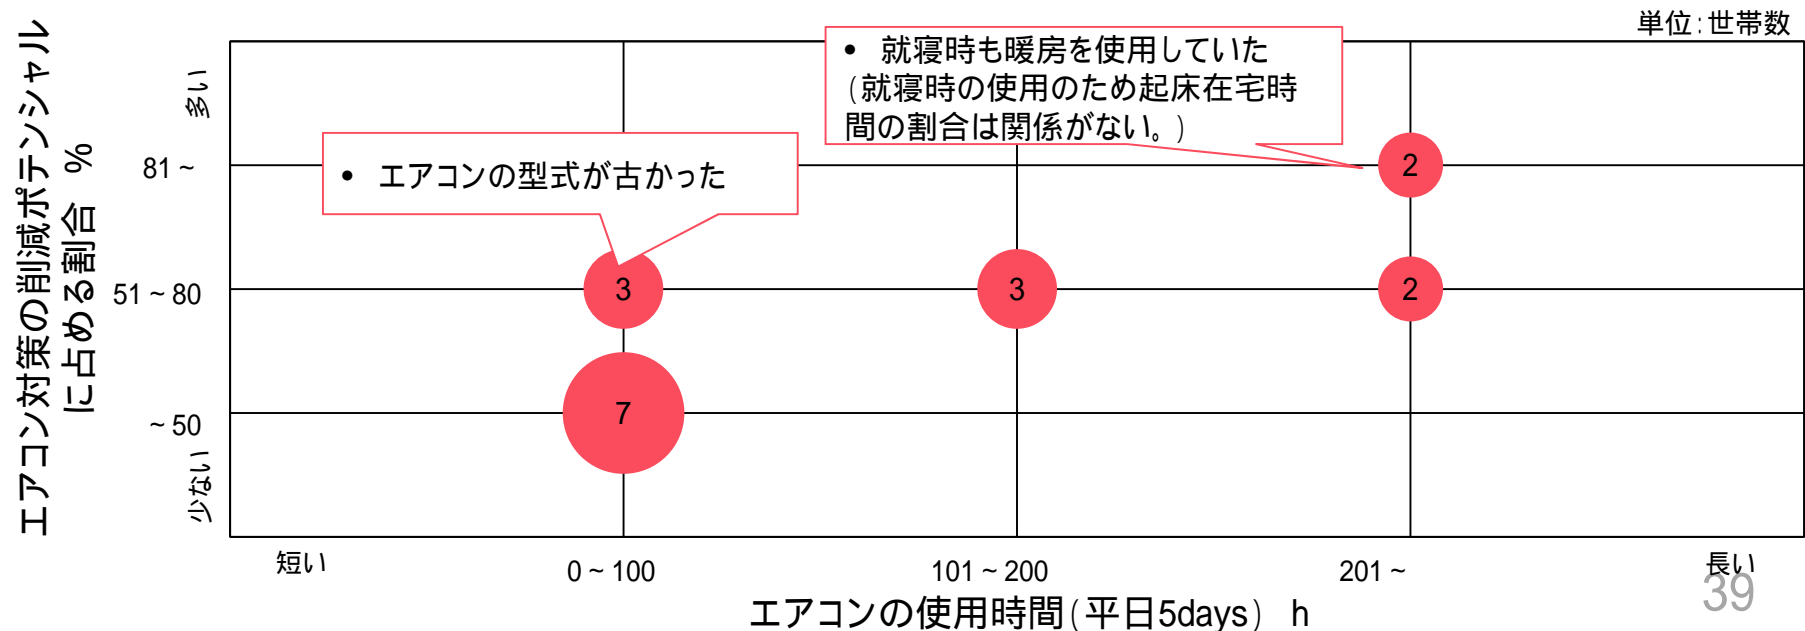 単位：世帯数
エアコン対策の削減ポテンシャル
に占める割合 %
多い
81 ~
51 ~ 80
~ 50
少ない
• 就寝時も暖房を使用していた
（就寝時の使用のため起床在宅時
間の割合は関係がない。）
• エアコンの型式が古かった
2
3
3
2
7
短い
0 ~ 100
101 ~ 200
201 ~
長い
エアコンの使用時間（平日5days） h
39